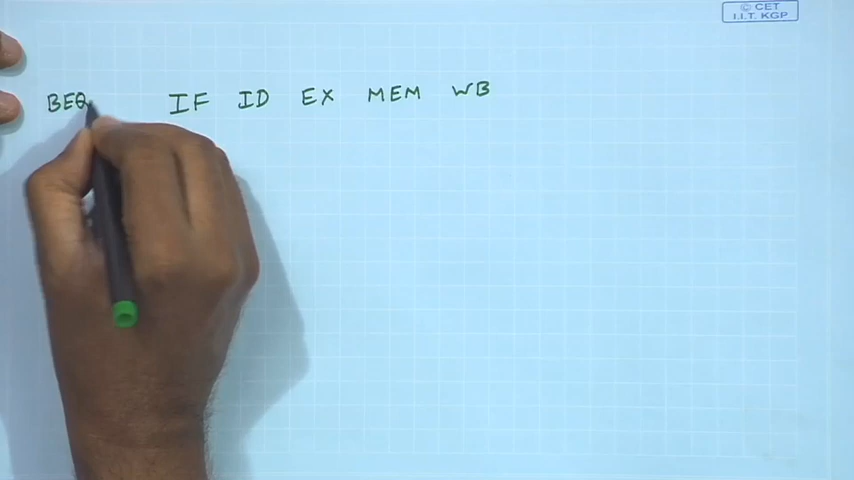 © CET
I.I.T. KGP
BEQ IF ID EX MEM WB